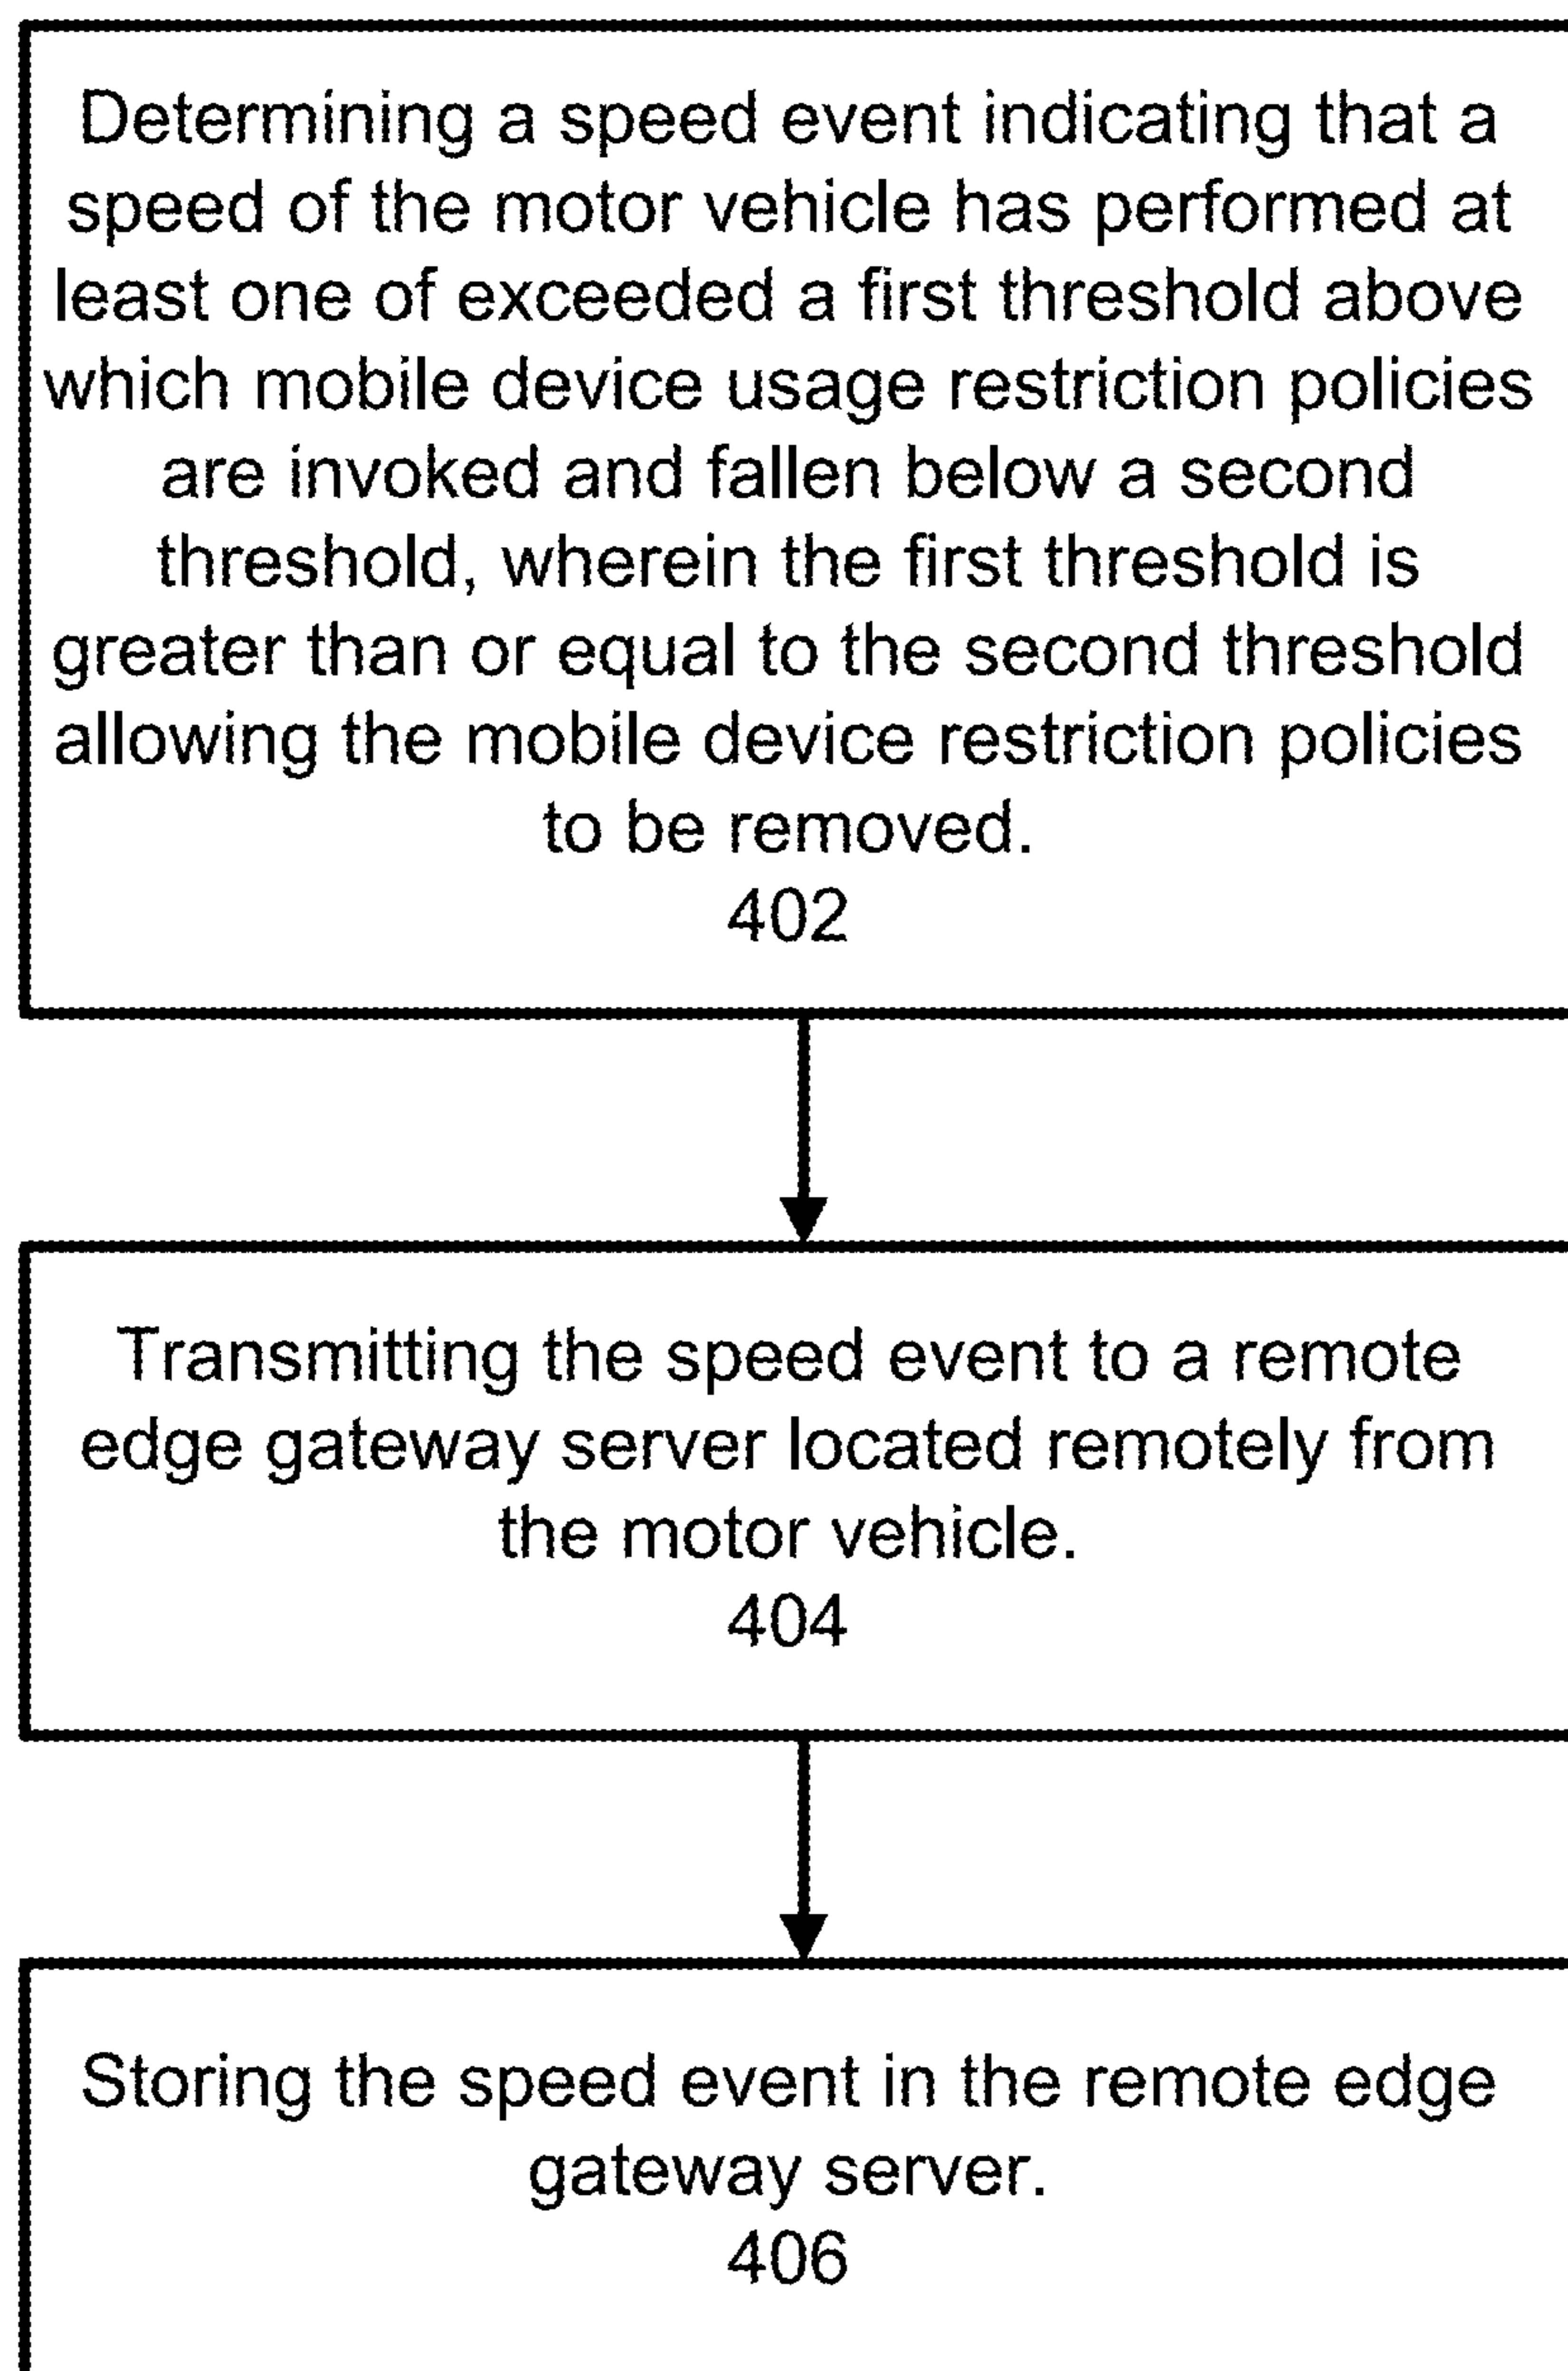 Determining a speed event indicating that a
speed of the motor vehicle has performed at
least one of exceeded a first threshold above
which mobile device usage restriction policies
are invoked and fallen below a second
threshold, wherein the first threshold is
greater than or equal to the second threshold
allowing the mobile device restriction policies
to be removed.
402
Transmitting the speed event to a remote
edge gateway server located remotely from
the motor vehicle.
404
Storing the speed event in the remote edge
gateway server.
406